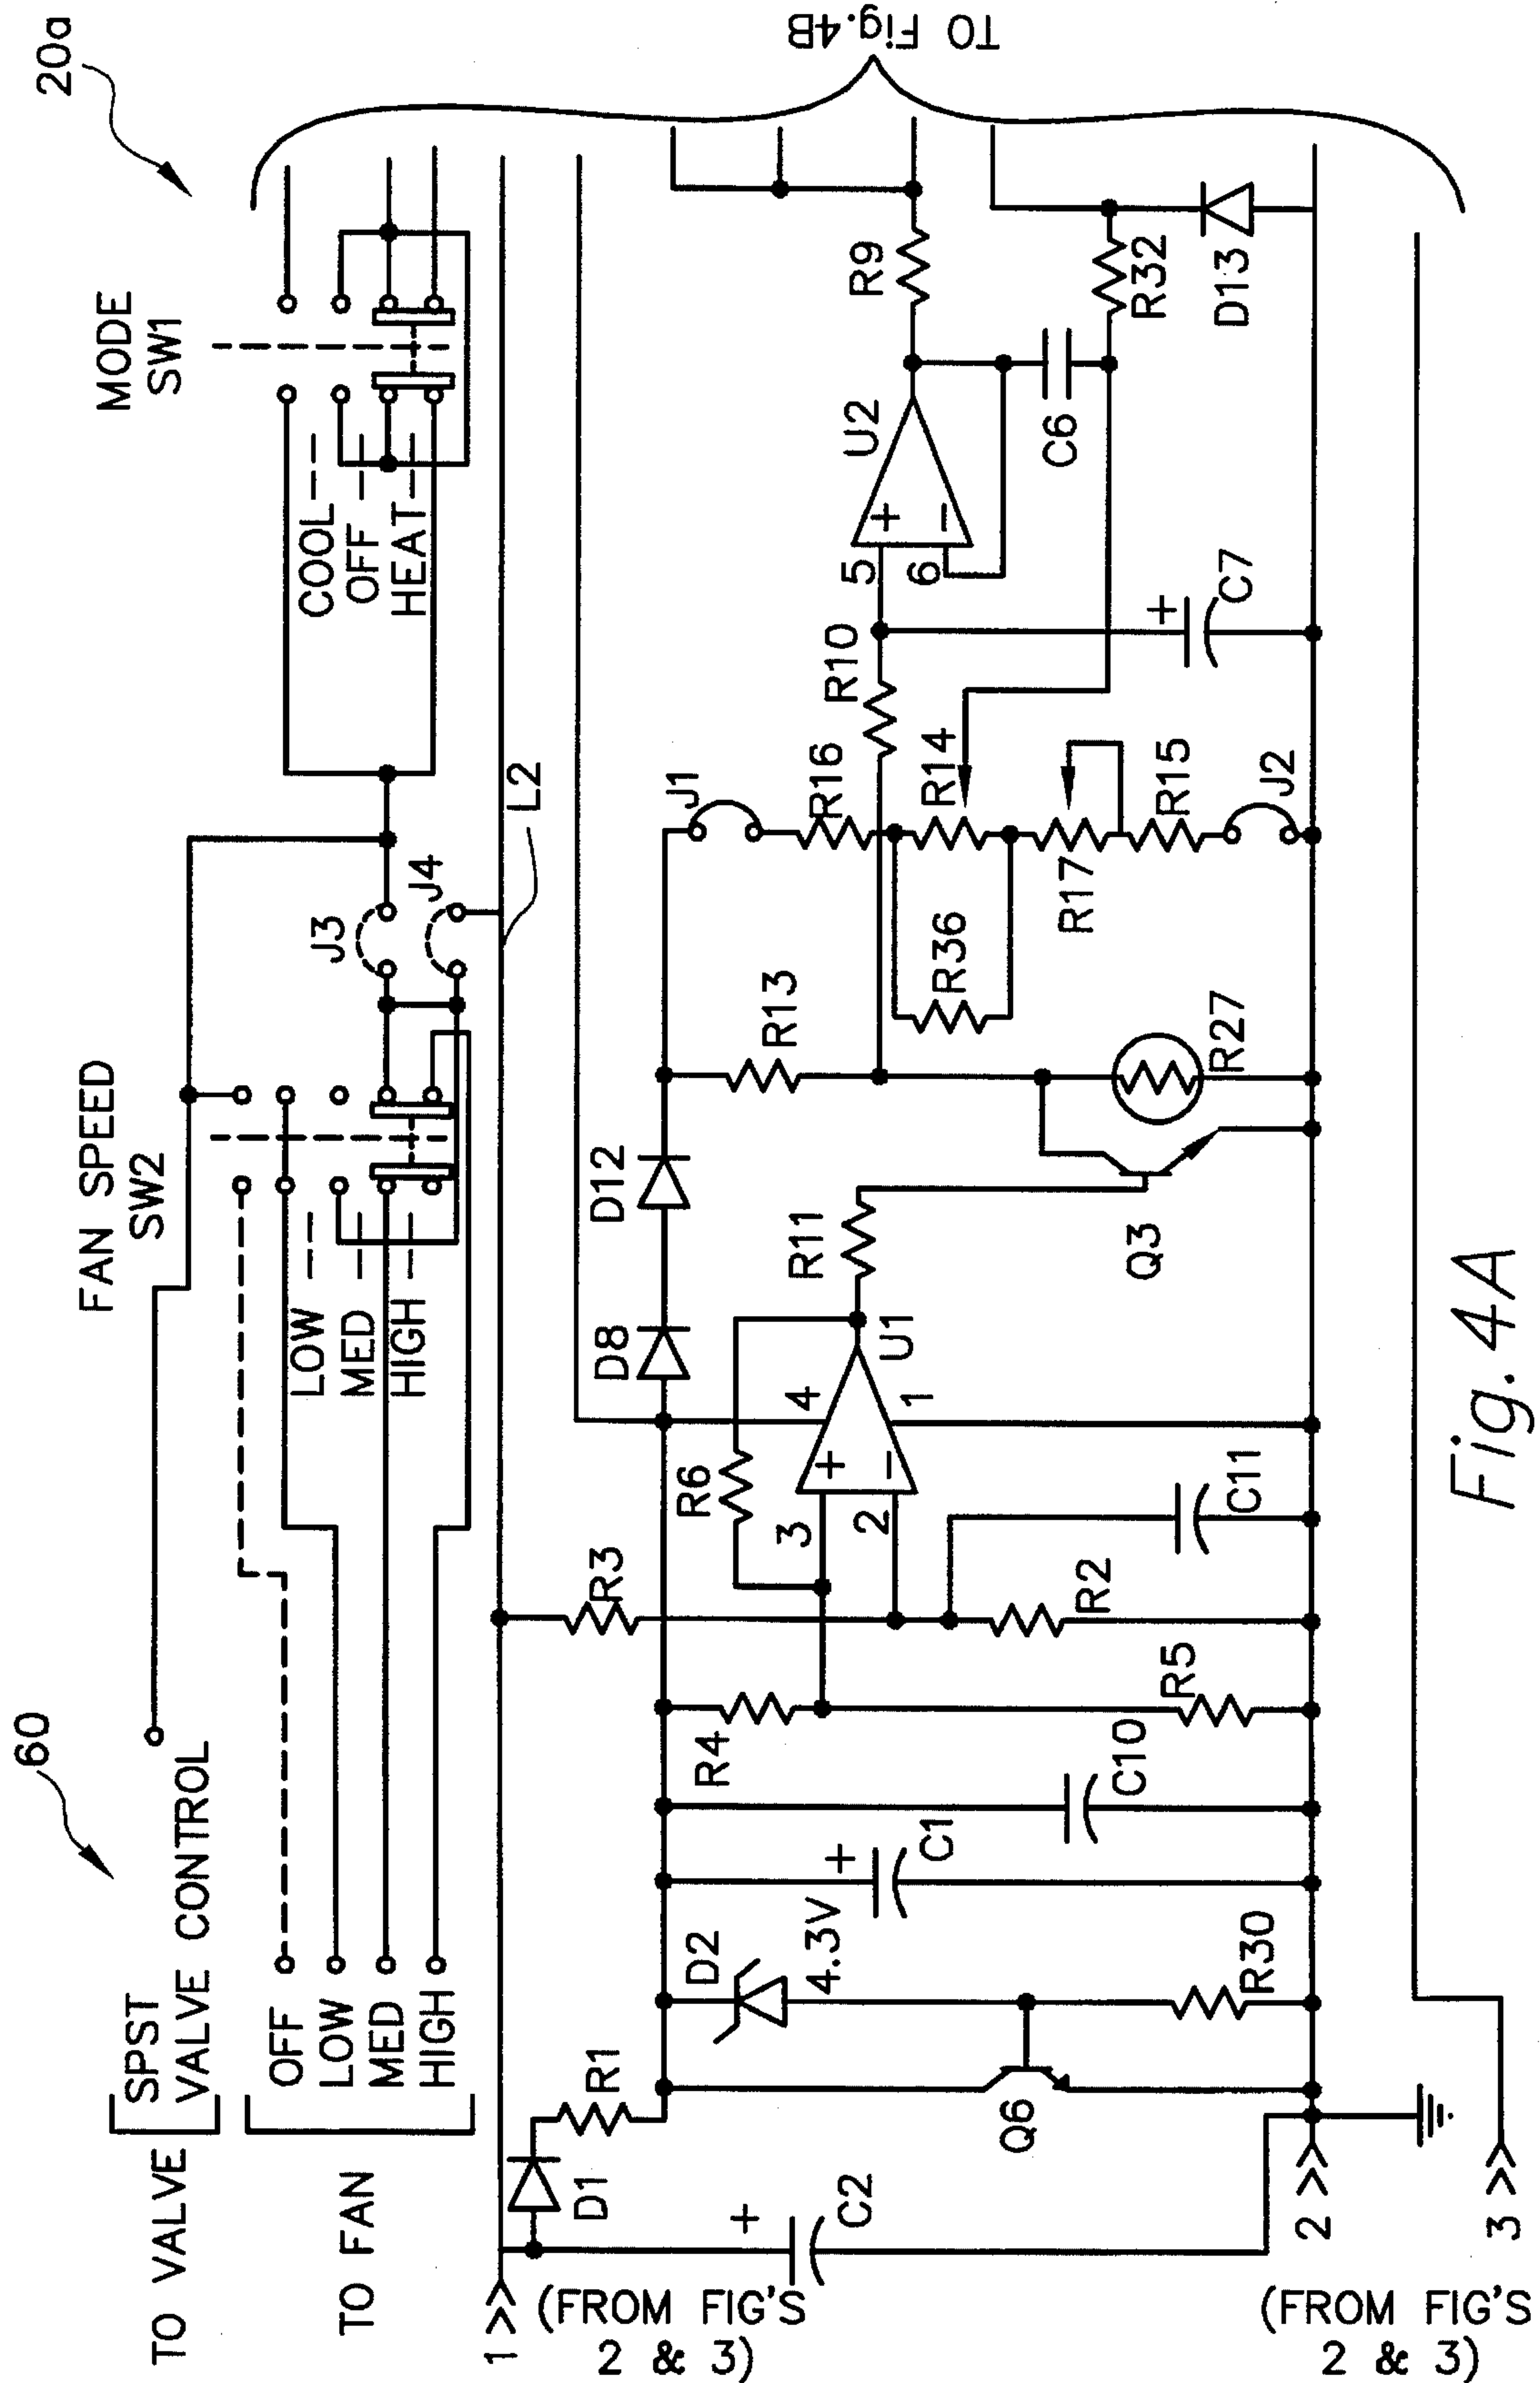 20a
60
MODE
SW1
FAN SPEED
SW2
SPST
VALVE CONTROL
TO VALVE
TO FAN
OFF
LOW
MED
HIGH
LOW
MED
HIGH
COOL
OFF
HEAT
J3
J4
L2
1
(FROM FIG'S
2 & 3)
D1
R1
+
C2
Q6
D2
4.3V
R30
+
C1
C10
R4
R5
R3
R2
C11
R6
3
2
+
−
4
1
U1
D8
D12
R11
Q3
R13
R27
R36
J1
R16
R14
R17
R15
J2
R10
5
6
+
−
U2
+
C7
C6
R9
R32
D13
TO Fig.4B
2
3
(FROM FIG'S
2 & 3)
Fig. 4A